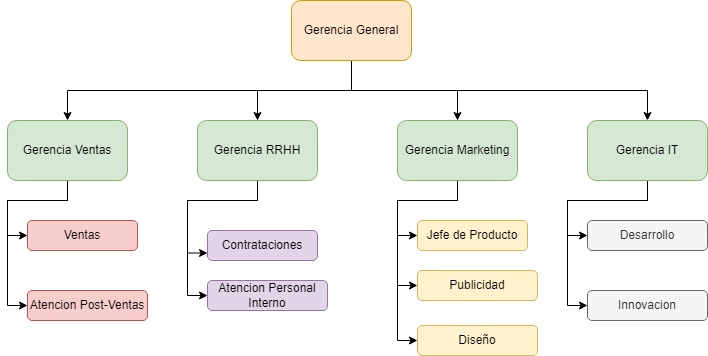 Gerencia General
Gerencia Ventas
Gerencia RRHH
Gerencia Marketing
Gerencia IT
Ventas
Atencion Post-Ventas
Contrataciones
Atencion Personal
Interno
Jefe de Producto
Publicidad
Diseño
Desarrollo
Innovacion